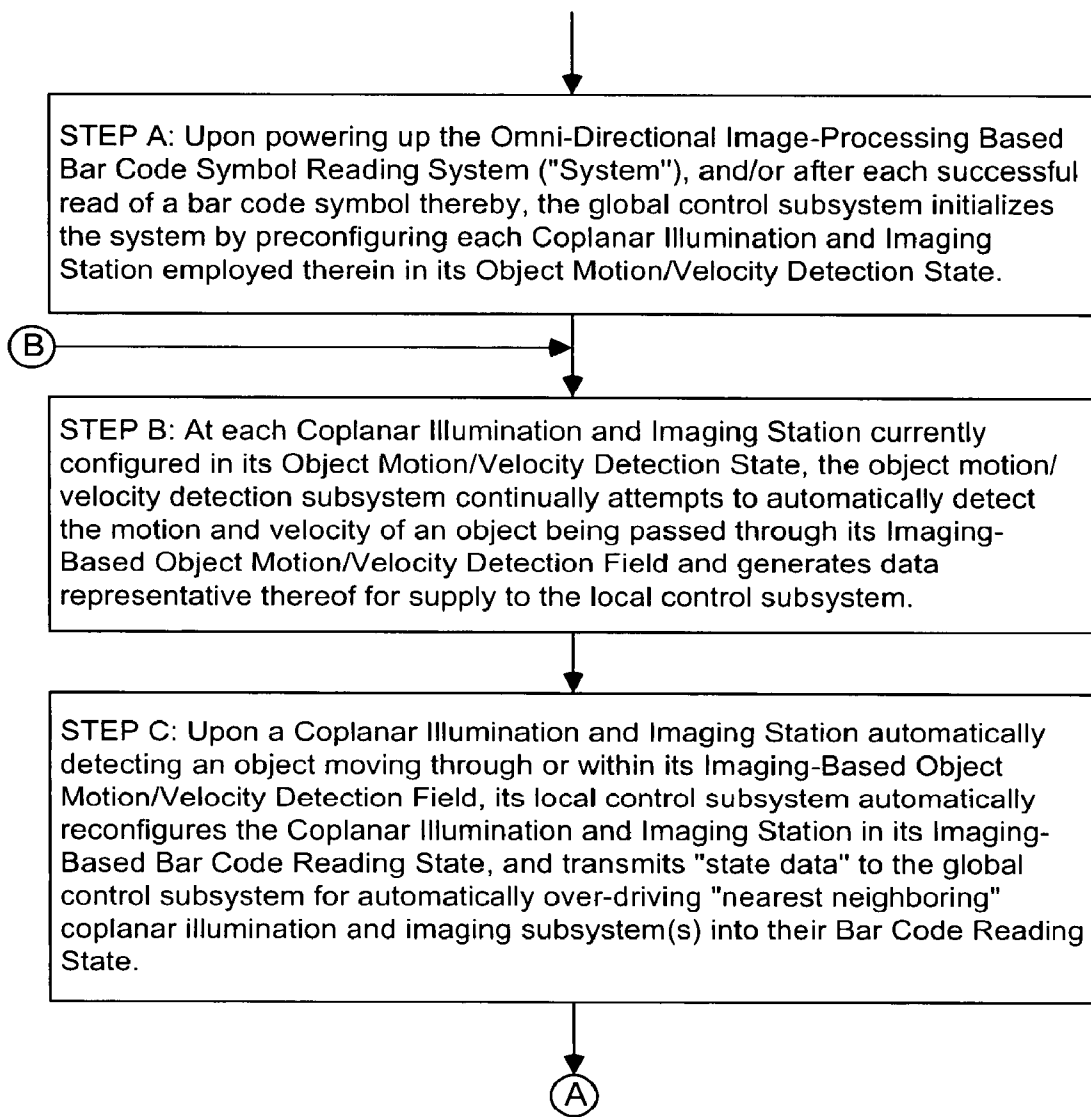 STEP A: Upon powering up the Omni-Directional Image-Processing Based
Bar Code Symbol Reading System ("System"), and/or after each successful
read of a bar code symbol thereby, the global control subsystem initializes
the system by preconfiguring each Coplanar Illumination and Imaging
Station employed therein in its Object Motion/Velocity Detection State.
B
STEP B: At each Coplanar Illumination and Imaging Station currently
configured in its Object Motion/Velocity Detection State, the object motion/
velocity detection subsystem continually attempts to automatically detect
the motion and velocity of an object being passed through its Imaging-
Based Object Motion/Velocity Detection Field and generates data
representative thereof for supply to the local control subsystem.
STEP C: Upon a Coplanar Illumination and Imaging Station automatically
detecting an object moving through or within its Imaging-Based Object
Motion/Velocity Detection Field, its local control subsystem automatically
reconfigures the Coplanar Illumination and Imaging Station in its Imaging-
Based Bar Code Reading State, and transmits "state data" to the global
control subsystem for automatically over-driving "nearest neighboring"
coplanar illumination and imaging subsystem(s) into their Bar Code Reading
State.
A